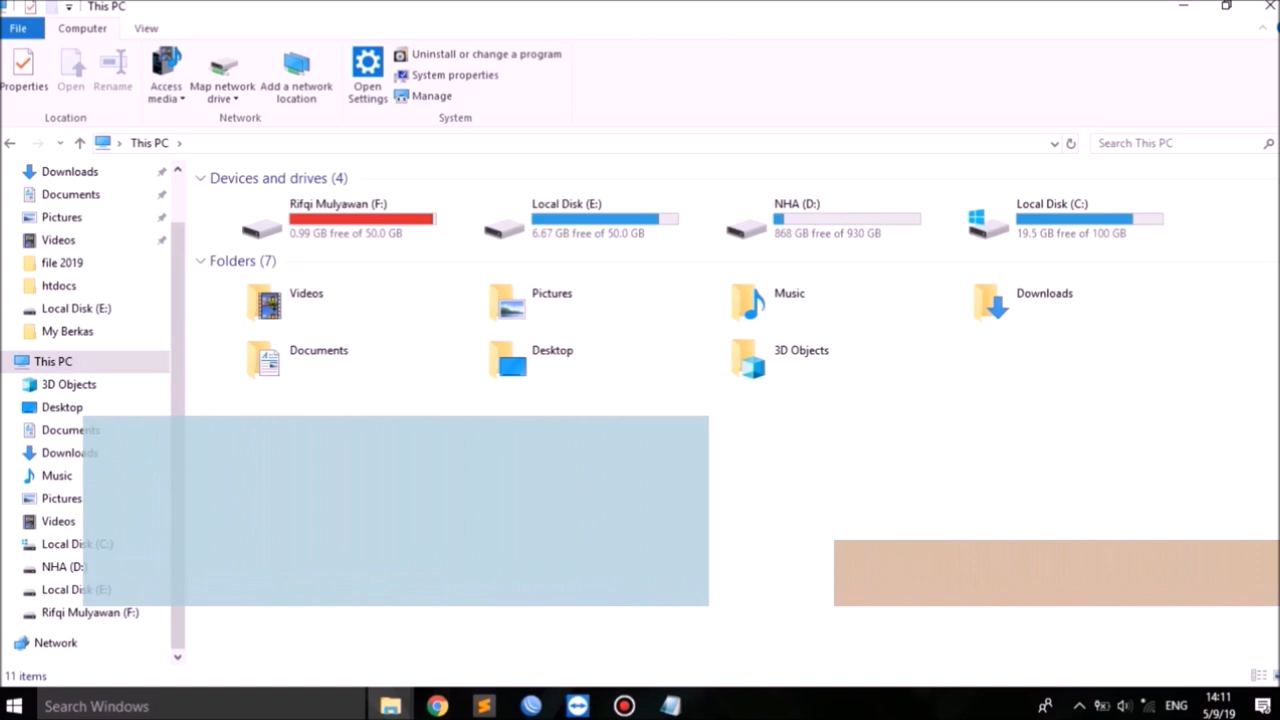 This PC
File
Computer
View
Properties
Open
Rename
Access media
Map network drive
Add a network location
Open Settings
Uninstall or change a program
System properties
Manage
Location
Network
System
This PC
Search This PC
Downloads
Documents
Pictures
Videos
file 2019
htdocs
Local Disk (E:)
My Berkas
This PC
3D Objects
Desktop
Documents
Downloads
Music
Pictures
Videos
Local Disk (C:)
NHA (D:)
Local Disk (E:)
Rifqi Mulyawan (F:)
Network
Devices and drives (4)
Rifqi Mulyawan (F:)
0.99 GB free of 50.0 GB
Local Disk (E:)
6.67 GB free of 50.0 GB
NHA (D:)
868 GB free of 930 GB
Local Disk (C:)
19.5 GB free of 100 GB
Folders (7)
Videos
Pictures
Music
Downloads
Documents
Desktop
3D Objects
11 items
Search Windows
ENG
14:11
5/9/19